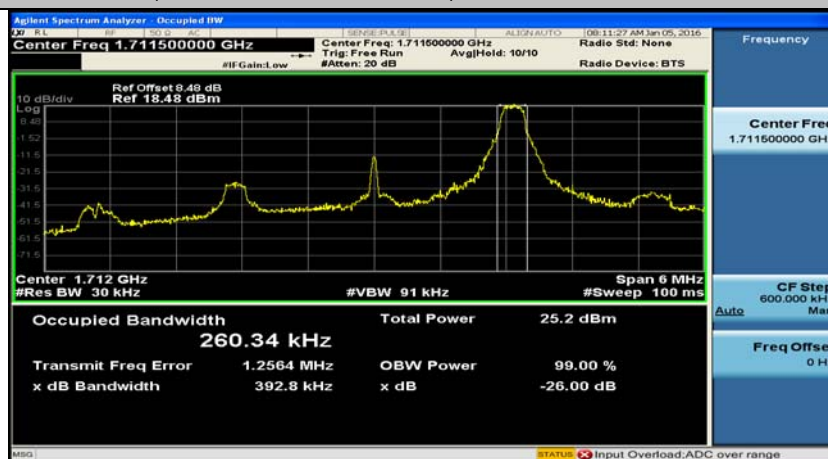 Agilent Spectrum Analyzer - Occupied BW
LXI RL RF 50 Ω AC SENSE:PULSE ALIGN AUTO 08:11:27 AM Jan 05, 2016
Center Freq 1.711500000 GHz
Center Freq: 1.711500000 GHz
Radio Std: None
Trig: Free Run Avg|Hold: 10/10
#IFGain:Low #Atten: 20 dB Radio Device: BTS
Frequency
Ref Offset 8.48 dB
10 dB/div Ref 18.48 dBm
Log
8.48
-1.52
-11.5
-21.5
-31.5
-41.5
-51.5
-61.5
-71.5
Center Freq
1.711500000 GH
Center 1.712 GHz Span 6 MHz
#Res BW 30 kHz #VBW 91 kHz #Sweep 100 ms
CF Step
600.000 kH
Auto Ma
Occupied Bandwidth Total Power 25.2 dBm
260.34 kHz
Transmit Freq Error 1.2564 MHz OBW Power 99.00 %
x dB Bandwidth 392.8 kHz x dB -26.00 dB
Freq Offse
0 H
MSG STATUS Input Overload;ADC over range